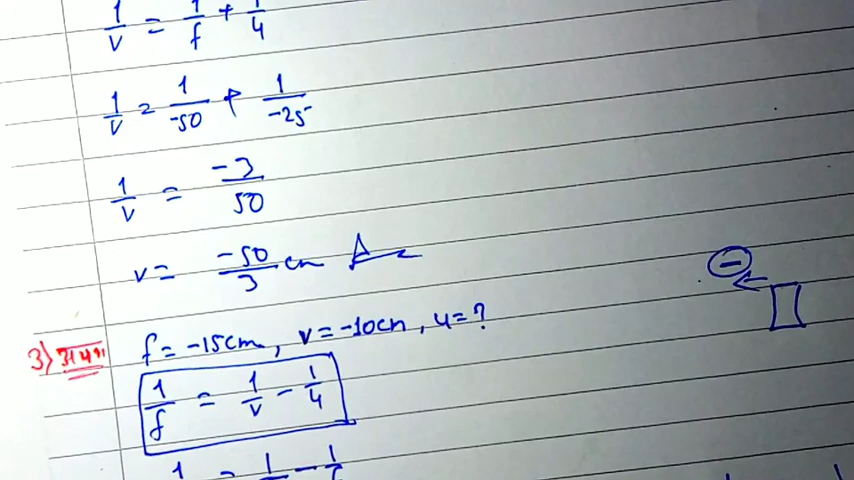 1/v = 1/f + 1/u
1/v = 1/-50 + 1/-25
1/v = -3/50
v = -50/3 cm Ans
3) f = -15cm, v = -10cm, u = ?
1/f = 1/v - 1/u
-